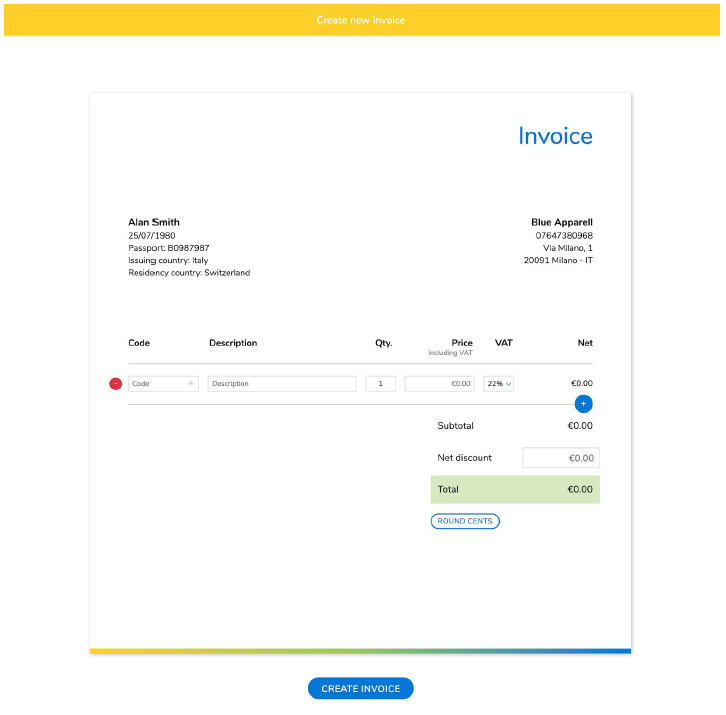 Create new invoice
Invoice
Alan Smith
25/07/1980
Passport: B0987987
Issuing country: Italy
Residency country: Switzerland
Blue Apparell
07647380968
Via Milano, 1
20091 Milano - IT
Code Description Qty. Price VAT Net
including VAT
− Code + Description 1 €0.00 22% €0.00
+
Subtotal €0.00
Net discount €0.00
Total €0.00
ROUND CENTS
CREATE INVOICE